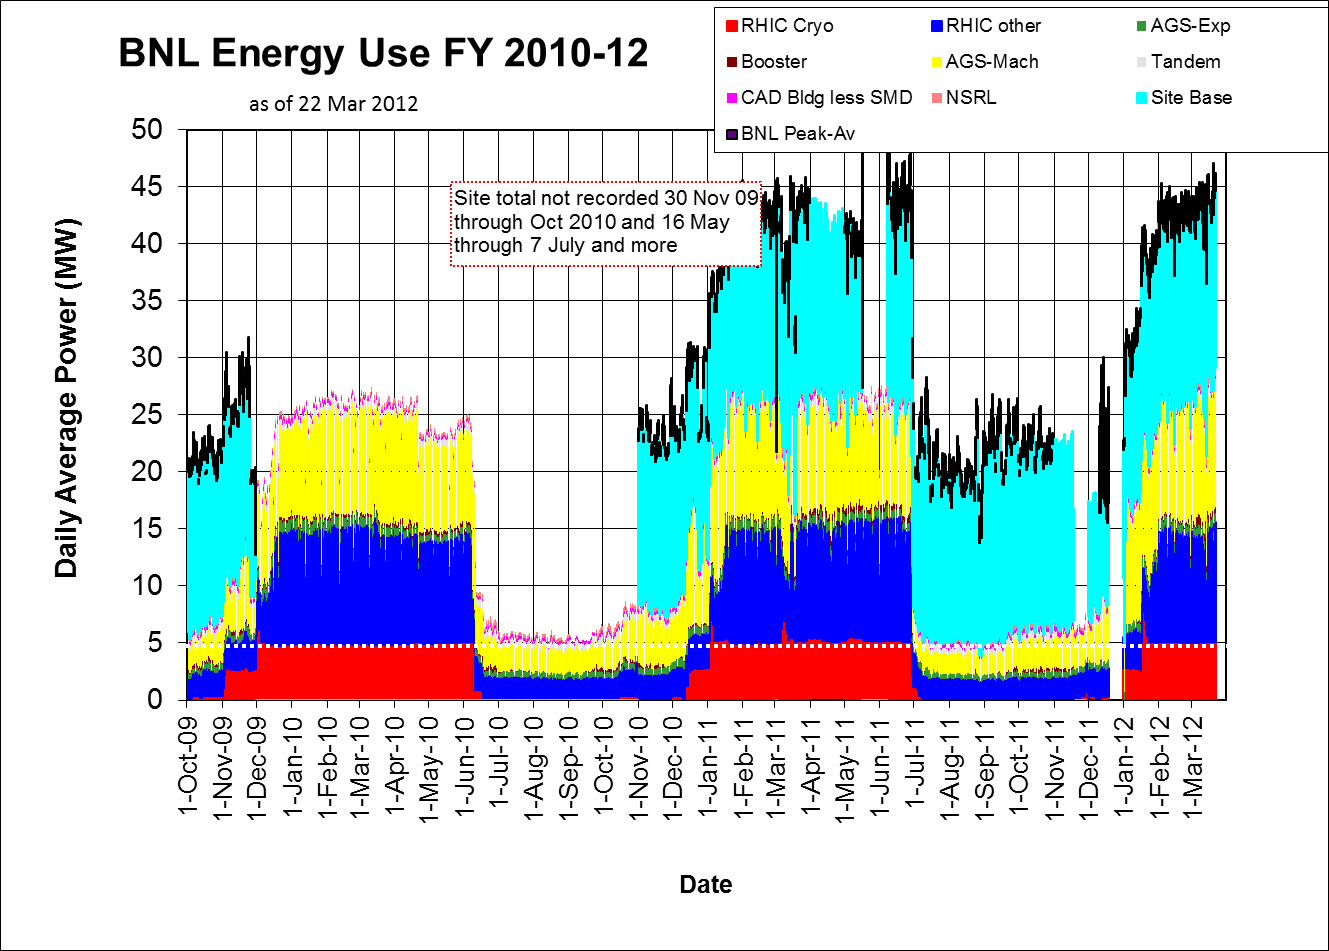 BNL Energy Use FY 2010-12
as of 22 Mar 2012
RHIC Cryo
RHIC other
AGS-Exp
Booster
AGS-Mach
Tandem
CAD Bldg less SMD
NSRL
Site Base
BNL Peak-Av
Site total not recorded 30 Nov 09
through Oct 2010 and 16 May
through 7 July and more
Daily Average Power (MW)
50
45
40
35
30
25
20
15
10
5
0
1-Oct-09
1-Nov-09
1-Dec-09
1-Jan-10
1-Feb-10
1-Mar-10
1-Apr-10
1-May-10
1-Jun-10
1-Jul-10
1-Aug-10
1-Sep-10
1-Oct-10
1-Nov-10
1-Dec-10
1-Jan-11
1-Feb-11
1-Mar-11
1-Apr-11
1-May-11
1-Jun-11
1-Jul-11
1-Aug-11
1-Sep-11
1-Oct-11
1-Nov-11
1-Dec-11
1-Jan-12
1-Feb-12
1-Mar-12
Date